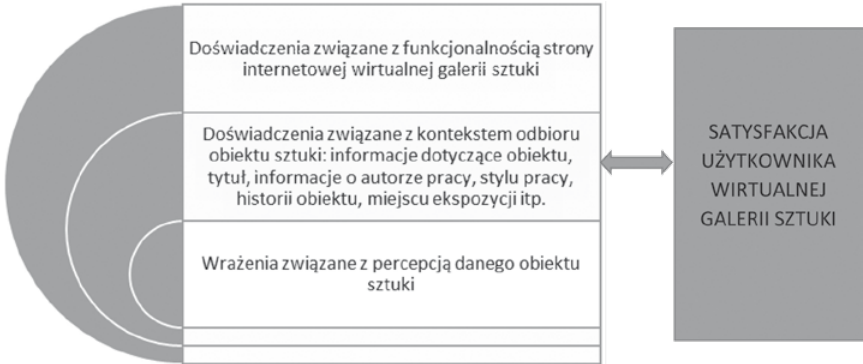 Doświadczenia związane z funkcjonalnością strony
internetowej wirtualnej galerii sztuki
Doświadczenia związane z kontekstem odbioru
obiektu sztuki: informacje dotyczące obiektu,
tytuł, informacje o autorze pracy, stylu pracy,
historii obiektu, miejscu ekspozycji itp.
Wrażenia związane z percepcją danego obiektu
sztuki
SATYSFAKCJA
UŻYTKOWNIKA
WIRTUALNEJ
GALERII SZTUKI